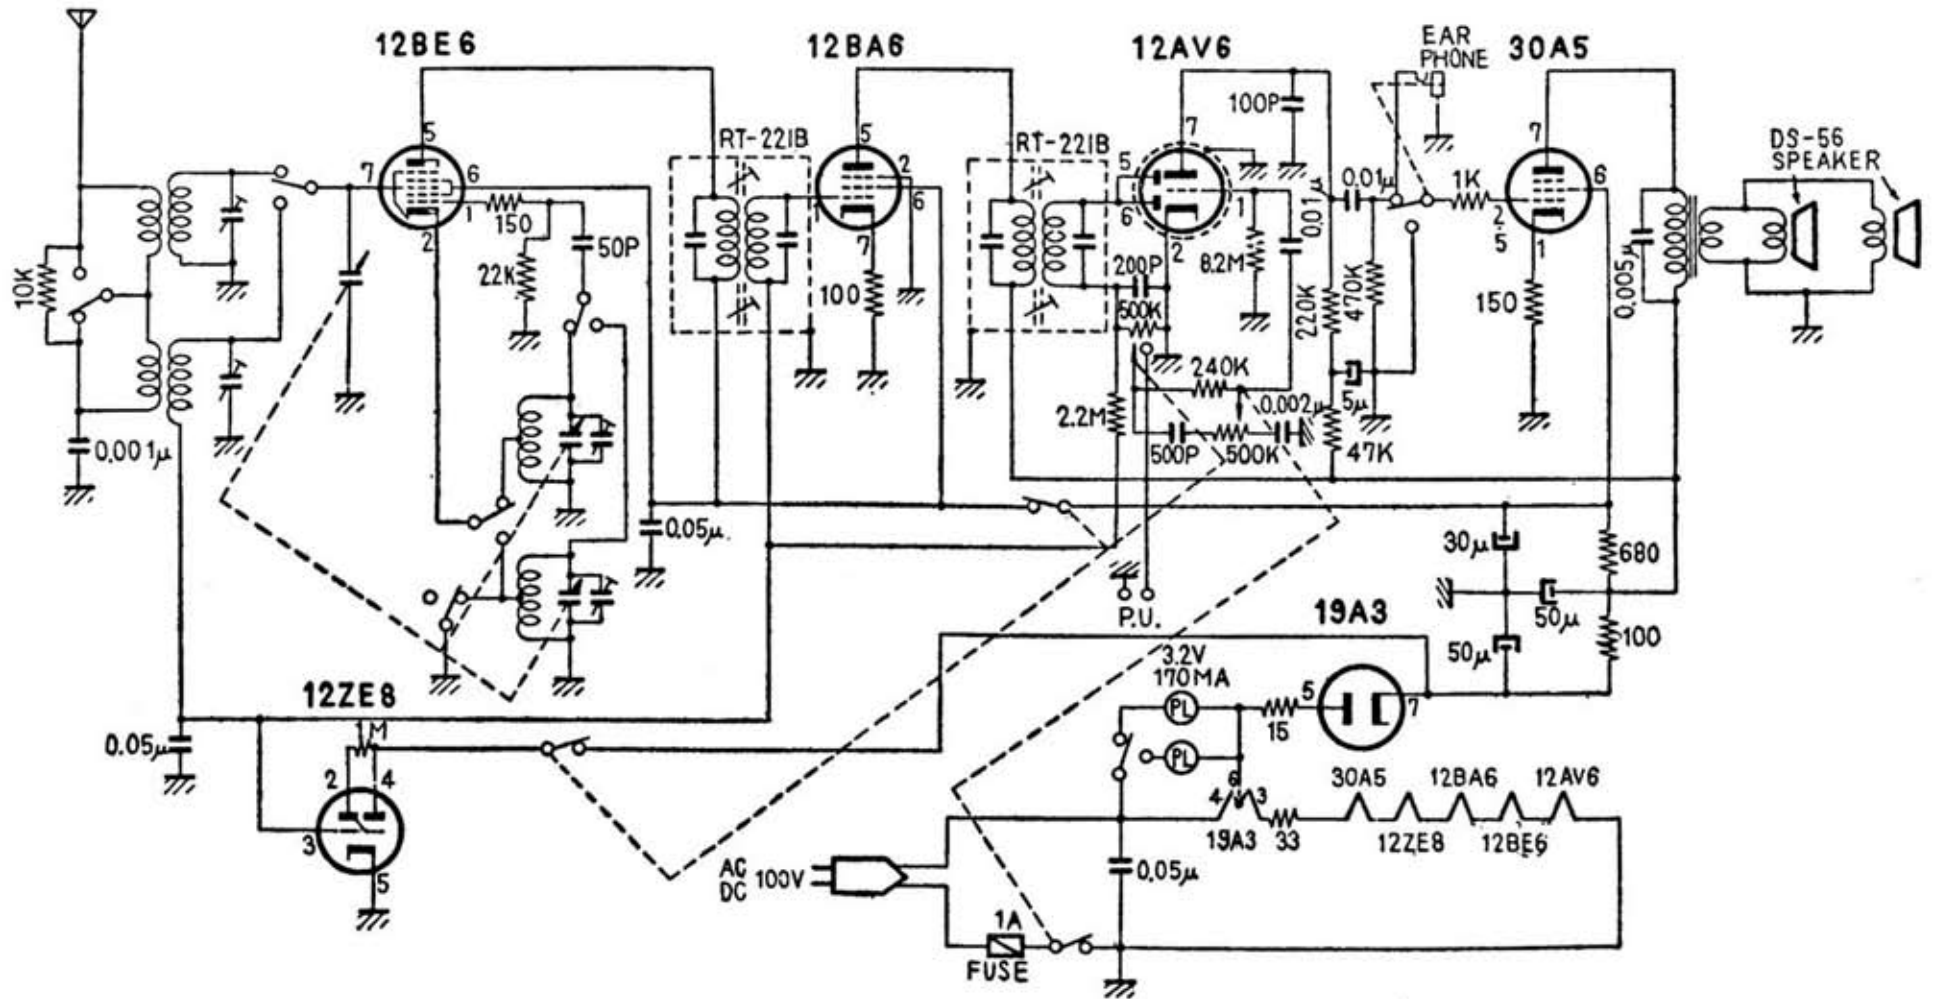 12BE6
12BA6
12AV6
EAR
PHONE
30A5
5
7
6
1
2
150
50P
22K
10K
0.001μ
RT-221B
5
2
6
1
7
100
RT-221B
7
5
6
1
2
100P
200P
500K
8.2M
0.01μ
0.01μ
220K
470K
240K
0.002μ
5μ
2.2M
500P
500K
47K
1K
7
6
2
5
1
150
0.005μ
DS-56
SPEAKER
0.05μ
30μ
680
50μ
50μ
100
P.U.
19A3
12ZE8
1M
0.05μ
2
4
3
5
3.2V
170MA
PL
PL
15
5
7
6
4
3
19A3
33
30A5
12ZE8
12BA6
12BE6
12AV6
AC
DC
100V
0.05μ
1A
FUSE